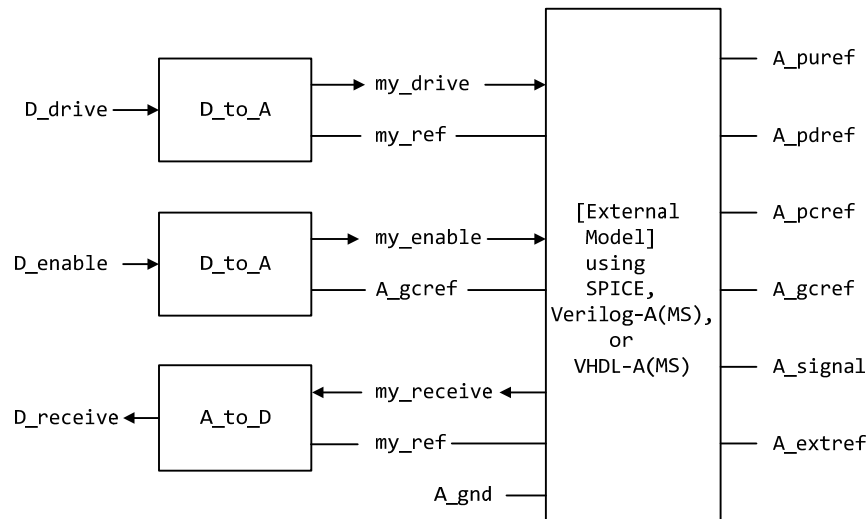 D_drive
D_to_A
my_drive
my_ref
D_enable
D_to_A
my_enable
A_gcref
D_receive
A_to_D
my_receive
my_ref
A_gnd
[External
Model]
using
SPICE,
Verilog-A(MS),
or
VHDL-A(MS)
A_puref
A_pdref
A_pcref
A_gcref
A_signal
A_extref